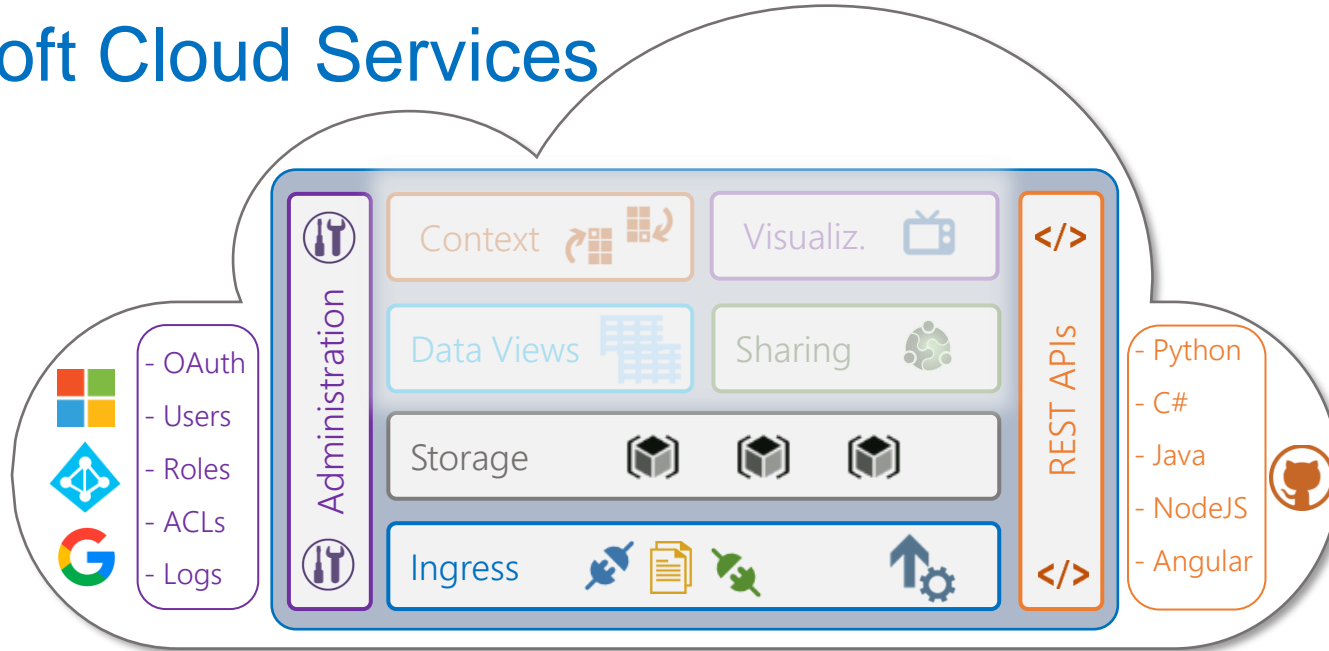 oft Cloud Services
Context
Visualiz.
Data Views
Sharing
Storage
Ingress
Administration
- OAuth
- Users
- Roles
- ACLs
- Logs
</>
REST APIs
</>
- Python
- C#
- Java
- NodeJS
- Angular